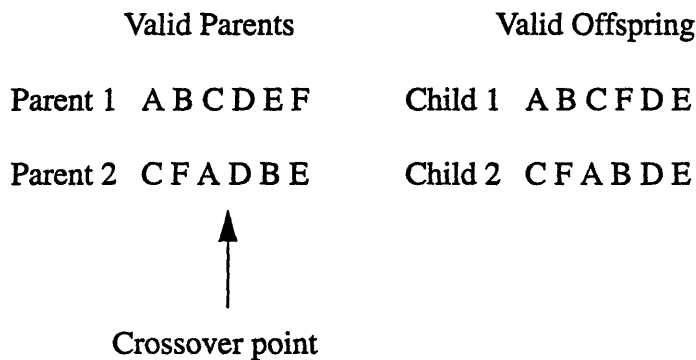 Valid Parents Valid Offspring
Parent 1 A B C D E F Child 1 A B C F D E
Parent 2 C F A D B E Child 2 C F A B D E
Crossover point